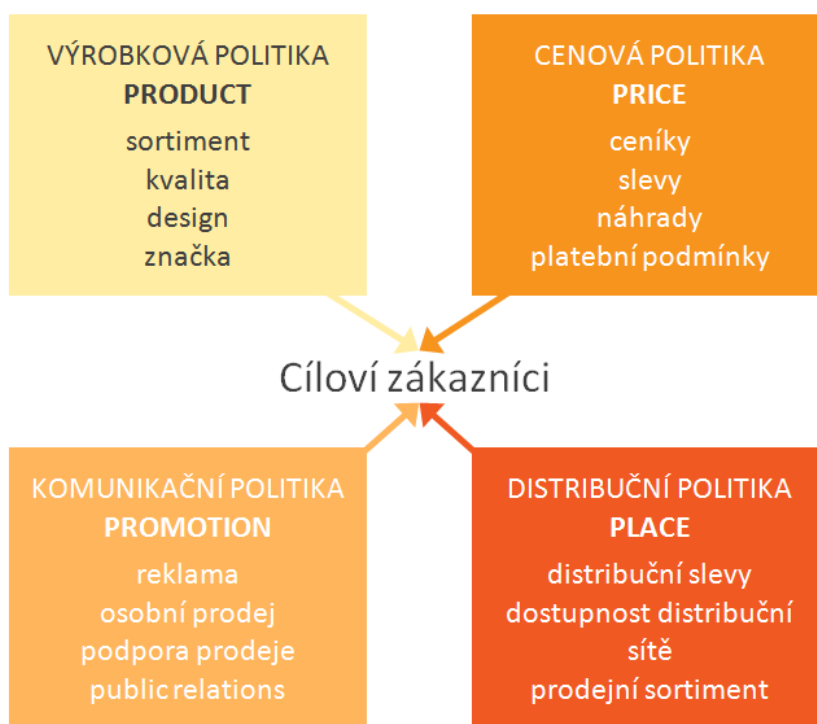 VÝROBKOVÁ POLITIKA
PRODUCT
sortiment
kvalita
design
značka
CENOVÁ POLITIKA
PRICE
ceníky
slevy
náhrady
platební podmínky
Cíloví zákazníci
KOMUNIKAČNÍ POLITIKA
PROMOTION
reklama
osobní prodej
podpora prodeje
public relations
DISTRIBUČNÍ POLITIKA
PLACE
distribuční slevy
dostupnost distribuční
sítě
prodejní sortiment